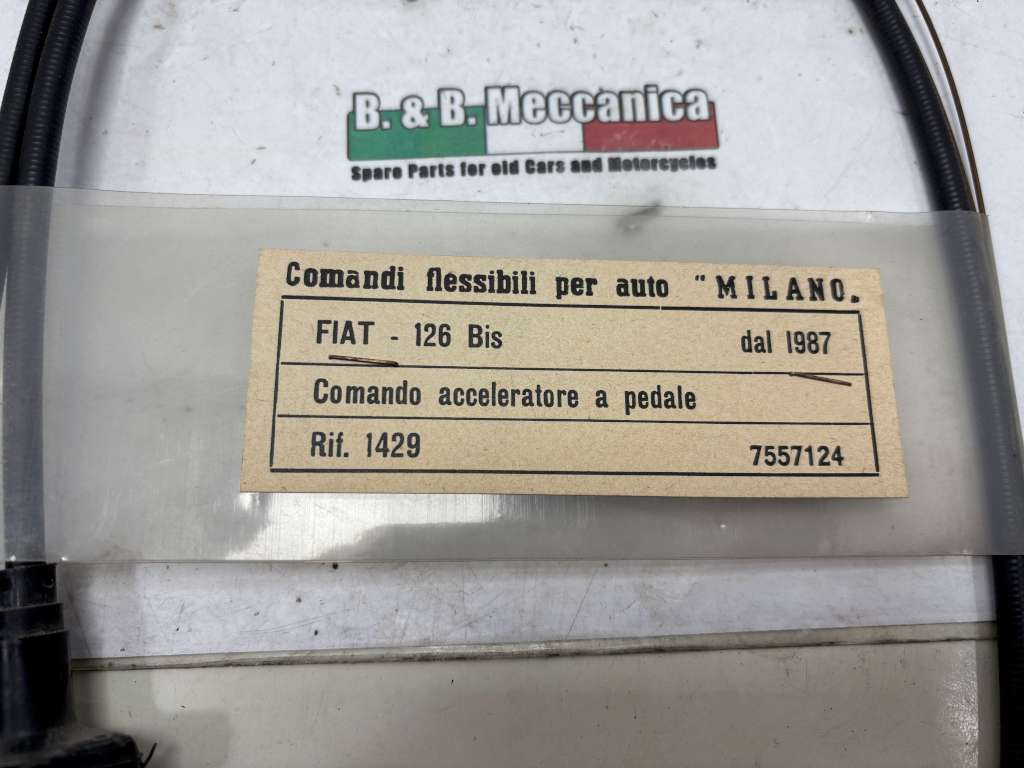 B. & B. Meccanica
Spare Parts for old Cars and Motorcycles
Comandi flessibili per auto "MILANO„
FIAT - 126 Bis dal 1987
Comando acceleratore a pedale
Rif. 1429 7557124